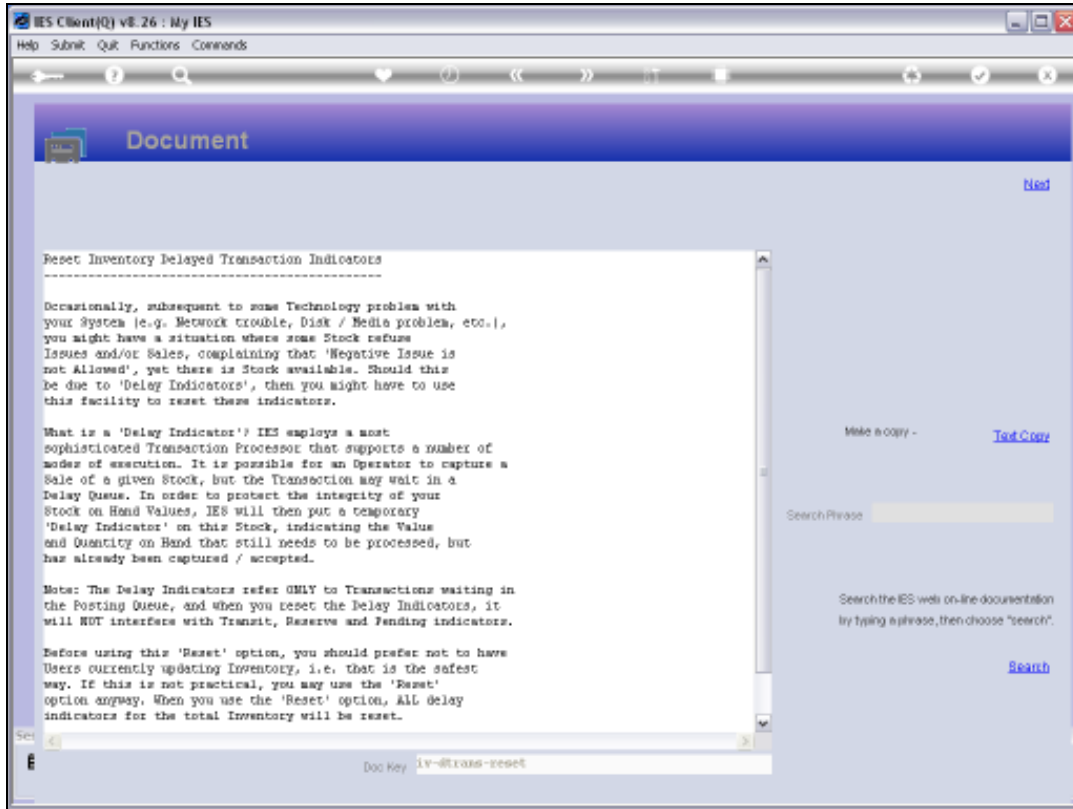 IES Client(Q) v8.26 : My IES
Help Submit Quit Functions Commands
Document
Next
Reset Inventory Delayed Transaction Indicators
----------------------------------------------
Occasionally, subsequent to some Technology problem with
your System (e.g. Network trouble, Disk / Media problem, etc.),
you might have a situation where some Stock refuse
Issues and/or Sales, complaining that 'Negative Issue is
not Allowed', yet there is Stock available. Should this
be due to 'Delay Indicators', then you might have to use
this facility to reset these indicators.
What is a 'Delay Indicator'? IES employs a most
sophisticated Transaction Processor that supports a number of
modes of execution. It is possible for an Operator to capture a
Sale of a given Stock, but the Transaction may wait in a
Delay Queue. In order to protect the integrity of your
Stock on Hand Values, IES will then put a temporary
'Delay Indicator' on this Stock, indicating the Value
and Quantity on Hand that still needs to be processed, but
has already been captured / accepted.
Note: The Delay Indicators refer ONLY to Transactions waiting in
the Posting Queue, and when you reset the Delay Indicators, it
will NOT interfere with Transit, Reserve and Pending indicators.
Before using this 'Reset' option, you should prefer not to have
Users currently updating Inventory, i.e. that is the safest
way. If this is not practical, you may use the 'Reset'
option anyway. When you use the 'Reset' option, ALL delay
indicators for the total Inventory will be reset.
Make a copy - Text Copy
Search Phrase
Search the IES web on-line documentation
by typing a phrase, then choose "search".
Search
Doc Key iv-dtrans-reset